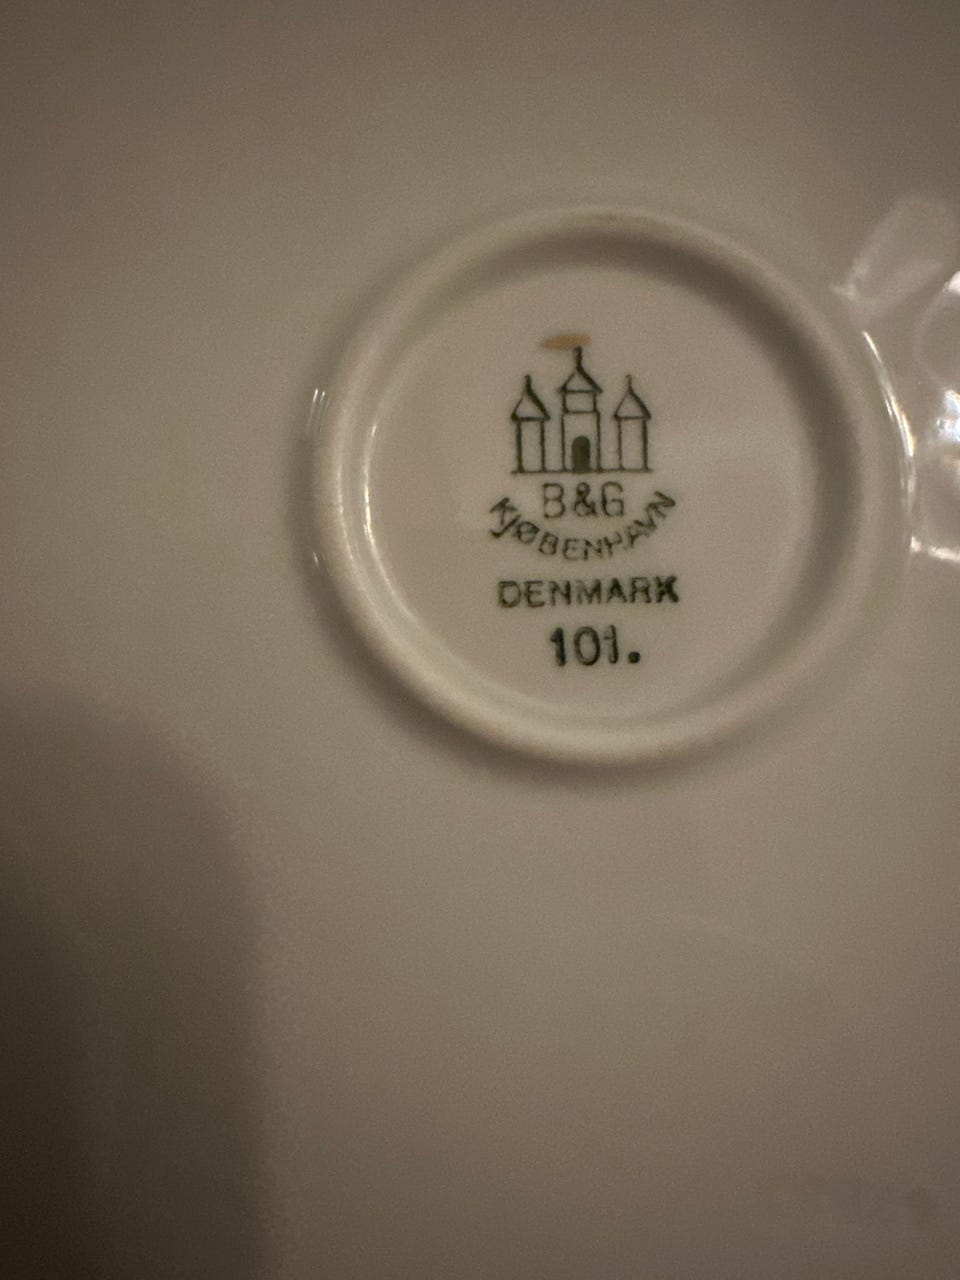 B&G
KJØBENHAVN
DENMARK
101.